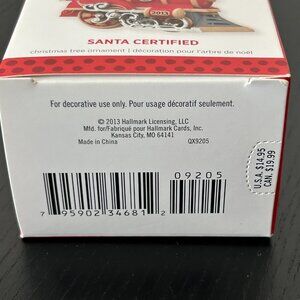 2013
SANTA CERTIFIED
christmas tree ornament | décoration pour l'arbre de noël
For decorative use only. Pour usage décoratif seulement.
© 2013 Hallmark Licensing, LLC
Mfd. for/Fabriqué pour Hallmark Cards, Inc.
Kansas City, MO 64141
Made in China QX9205
U.S.A. $14.95
CAN. $19.99
09205
7 95902 34681 2